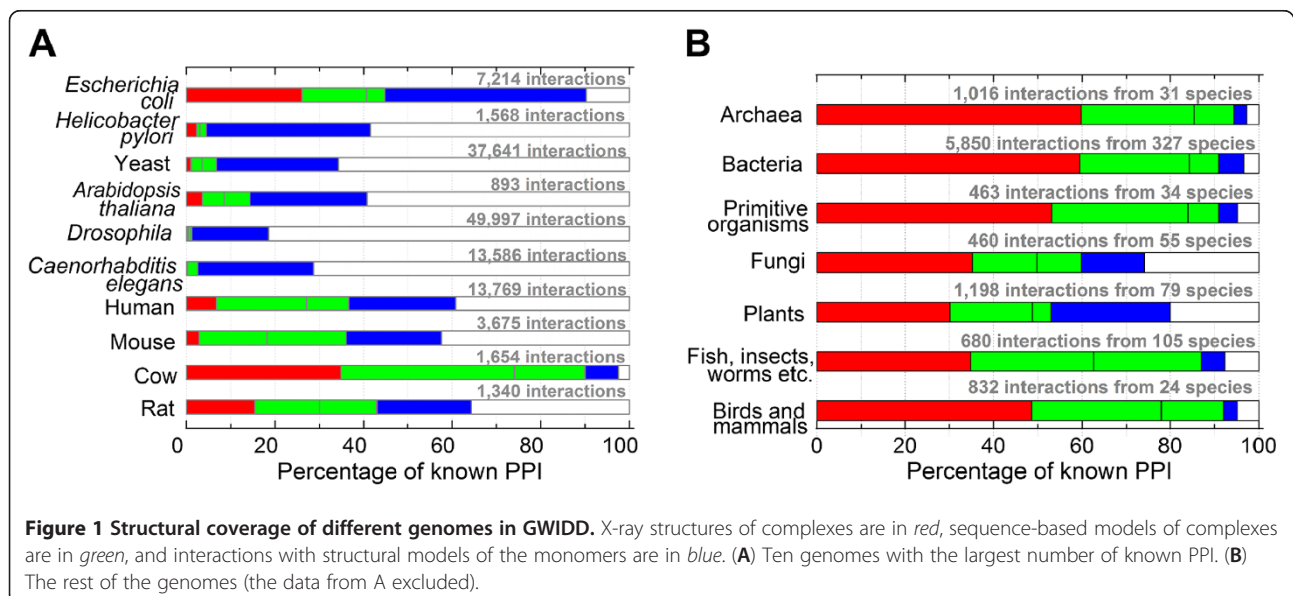 A
Escherichia
coli
7,214 interactions
Helicobacter
pylori
1,568 interactions
Yeast
37,641 interactions
Arabidopsis
thaliana
893 interactions
Drosophila
49,997 interactions
Caenorhabditis
elegans
13,586 interactions
Human
13,769 interactions
Mouse
3,675 interactions
Cow
1,654 interactions
Rat
1,340 interactions
0 20 40 60 80 100
Percentage of known PPI
B
Archaea
1,016 interactions from 31 species
Bacteria
5,850 interactions from 327 species
Primitive
organisms
463 interactions from 34 species
Fungi
460 interactions from 55 species
Plants
1,198 interactions from 79 species
Fish, insects,
worms etc.
680 interactions from 105 species
Birds and
mammals
832 interactions from 24 species
0 20 40 60 80 100
Percentage of known PPI
Figure 1 Structural coverage of different genomes in GWIDD. X-ray structures of complexes are in red, sequence-based models of complexes
are in green, and interactions with structural models of the monomers are in blue. (A) Ten genomes with the largest number of known PPI. (B)
The rest of the genomes (the data from A excluded).